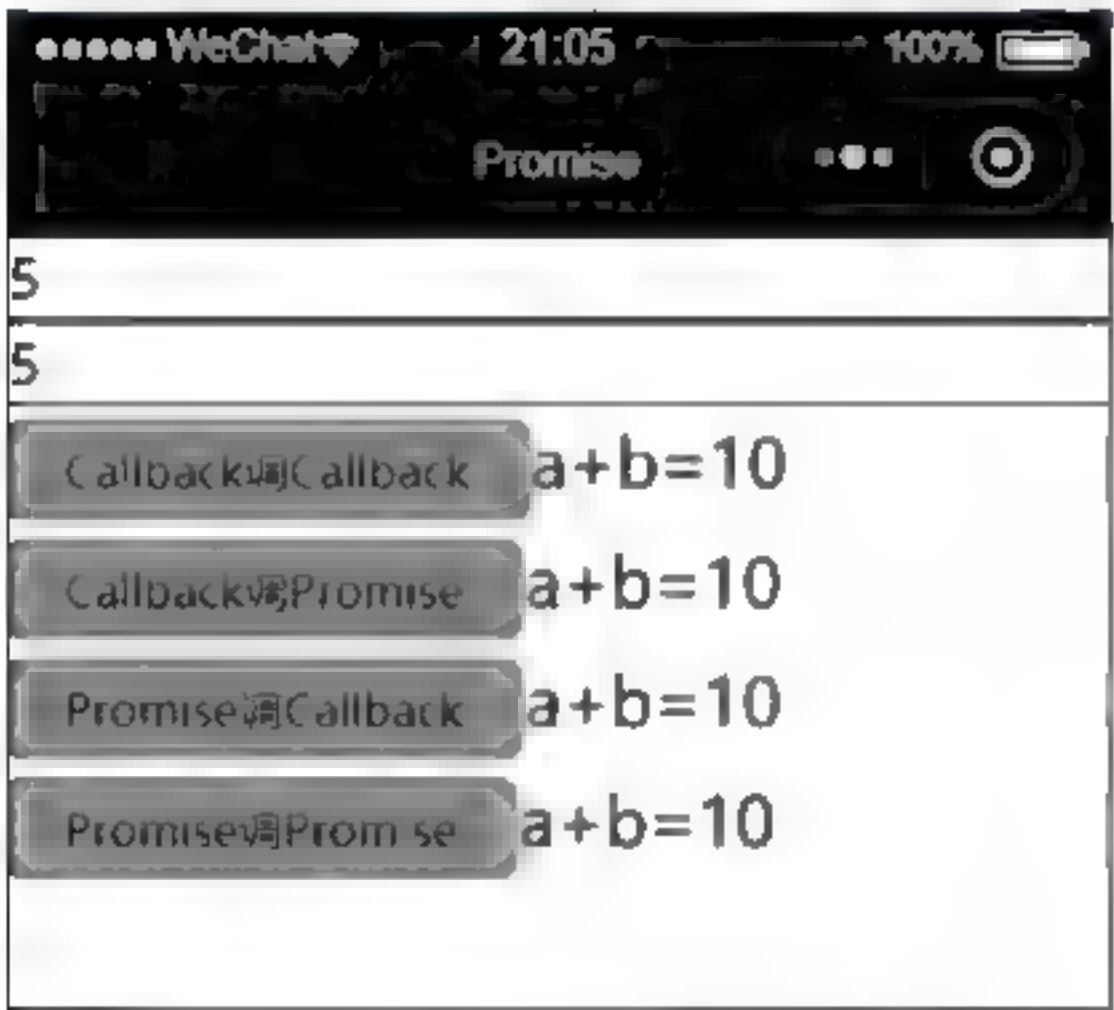 WeChat 21:05 100%
Promise
5
5
Callback调Callback a+b=10
Callback调Promise a+b=10
Promise调Callback a+b=10
Promise调Promise a+b=10